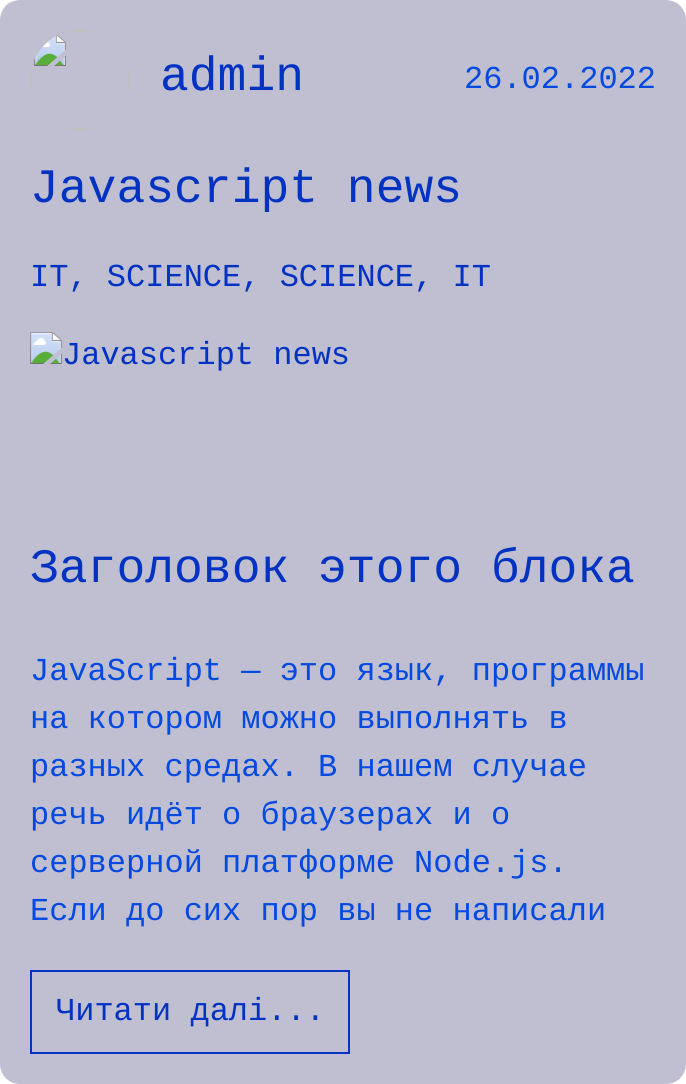 admin 26.02.2022
Javascript news
IT, SCIENCE, SCIENCE, IT
Javascript news
Заголовок этого блока
JavaScript — это язык, программы
на котором можно выполнять в
разных средах. В нашем случае
речь идёт о браузерах и о
серверной платформе Node.js.
Если до сих пор вы не написали
Читати далі...